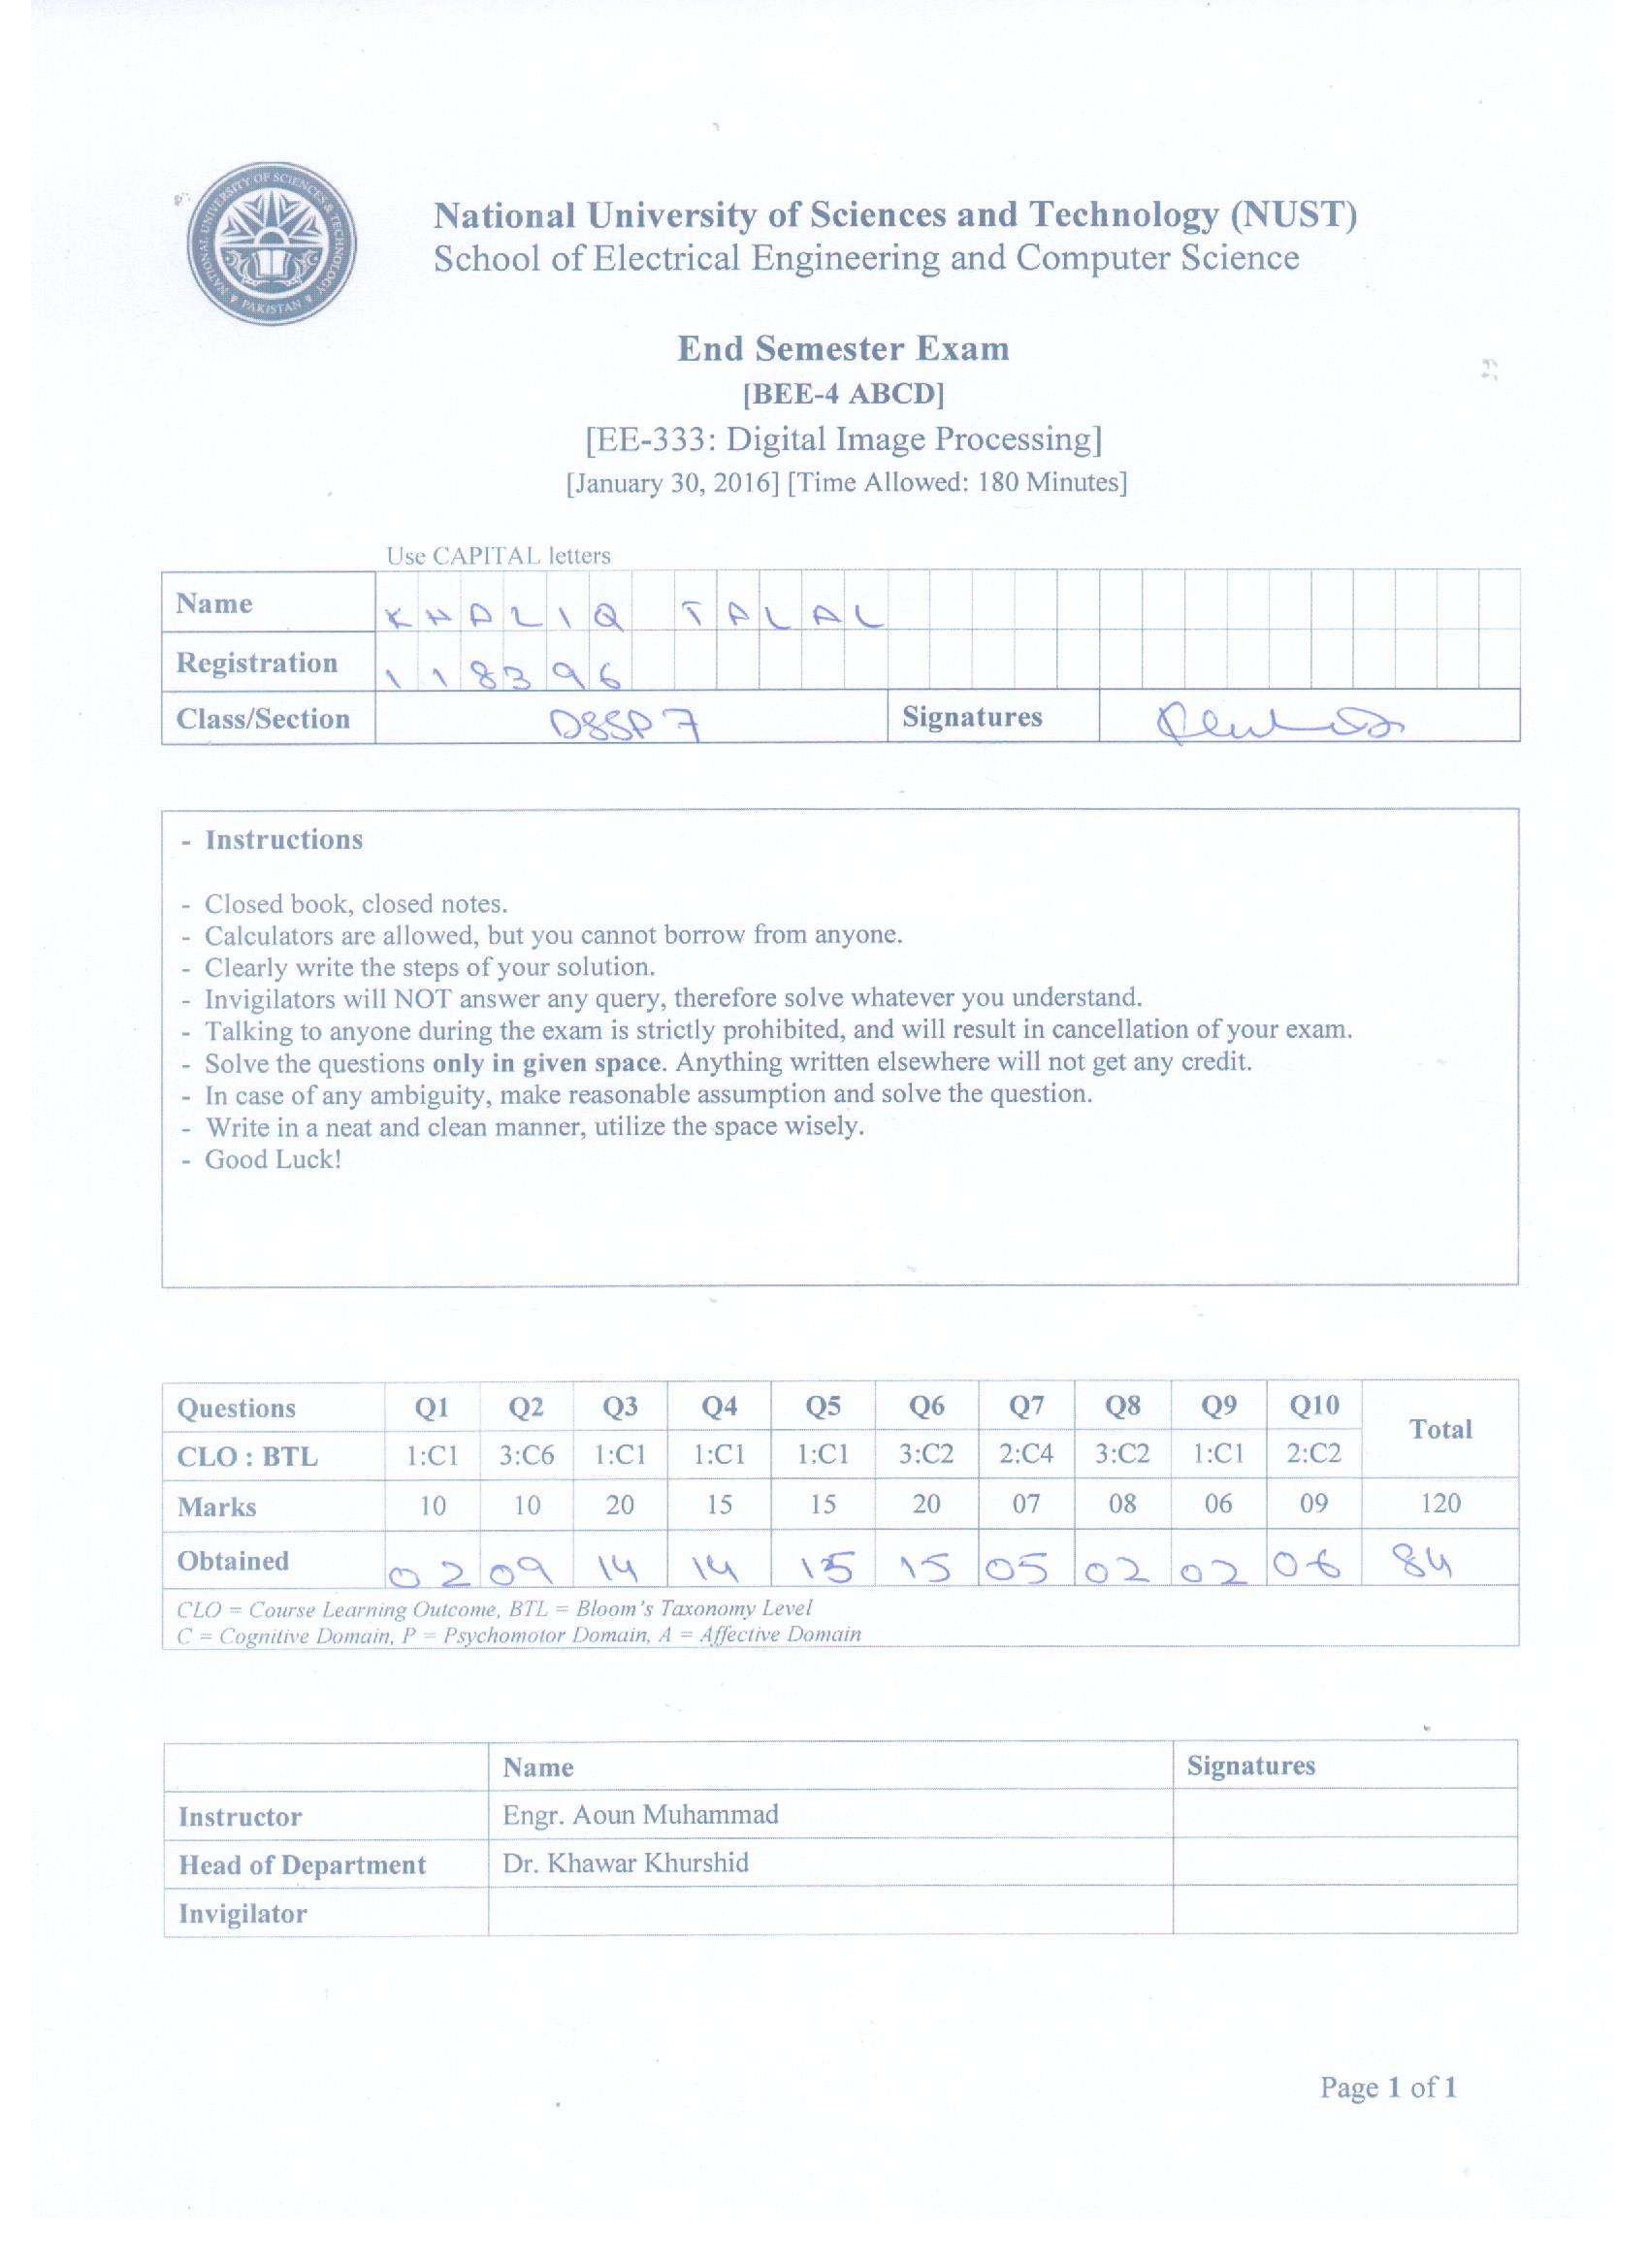 NATIONAL UNIVERSITY OF SCIENCES & TECHNOLOGY
PAKISTAN
National University of Sciences and Technology (NUST)
School of Electrical Engineering and Computer Science
End Semester Exam
[BEE-4 ABCD]
[EE-333: Digital Image Processing]
[January 30, 2016] [Time Allowed: 180 Minutes]
Use CAPITAL letters
Name KHALIQ TALAL
Registration 118396
Class/Section DSSP 7 Signatures
- Instructions
- Closed book, closed notes.
- Calculators are allowed, but you cannot borrow from anyone.
- Clearly write the steps of your solution.
- Invigilators will NOT answer any query, therefore solve whatever you understand.
- Talking to anyone during the exam is strictly prohibited, and will result in cancellation of your exam.
- Solve the questions only in given space. Anything written elsewhere will not get any credit.
- In case of any ambiguity, make reasonable assumption and solve the question.
- Write in a neat and clean manner, utilize the space wisely.
- Good Luck!
Questions Q1 Q2 Q3 Q4 Q5 Q6 Q7 Q8 Q9 Q10 Total
CLO : BTL 1:C1 3:C6 1:C1 1:C1 1:C1 3:C2 2:C4 3:C2 1:C1 2:C2
Marks 10 10 20 15 15 20 07 08 06 09 120
Obtained 02 09 14 14 15 15 05 02 02 06 84
CLO = Course Learning Outcome, BTL = Bloom's Taxonomy Level
C = Cognitive Domain, P = Psychomotor Domain, A = Affective Domain
Name Signatures
Instructor Engr. Aoun Muhammad
Head of Department Dr. Khawar Khurshid
Invigilator
Page 1 of 1